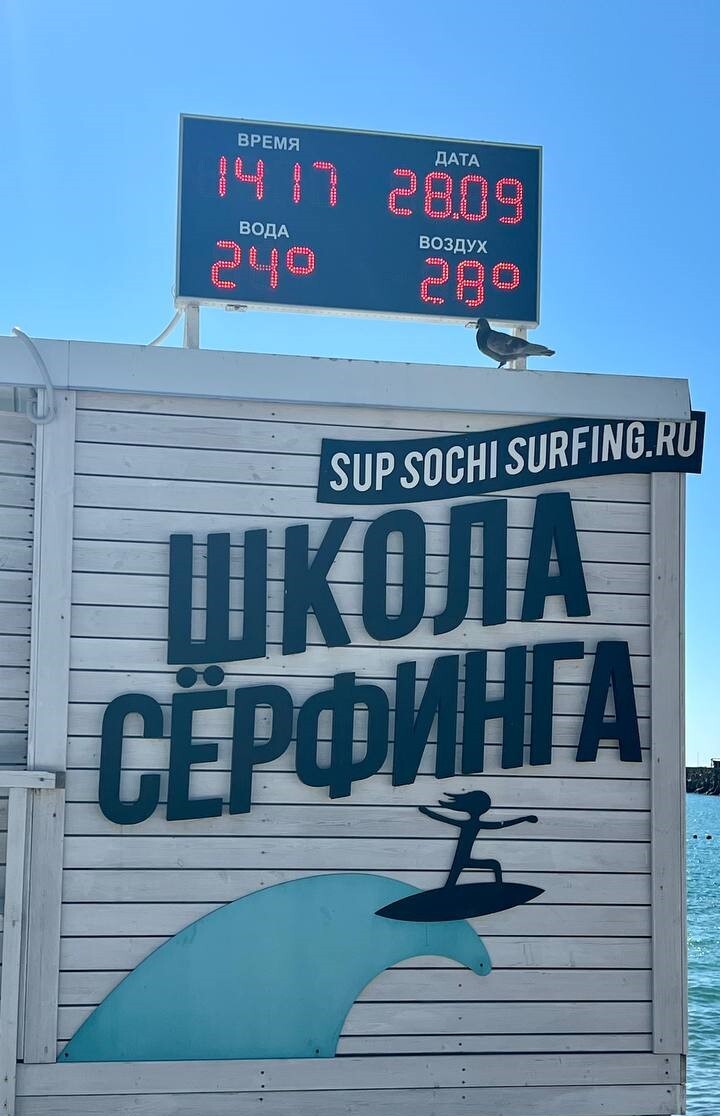 ВРЕМЯ ДАТА
14 17 28.09
ВОДА ВОЗДУХ
24° 28°
SUP SOCHI SURFING.RU
ШКОЛА
СЁРФИНГА